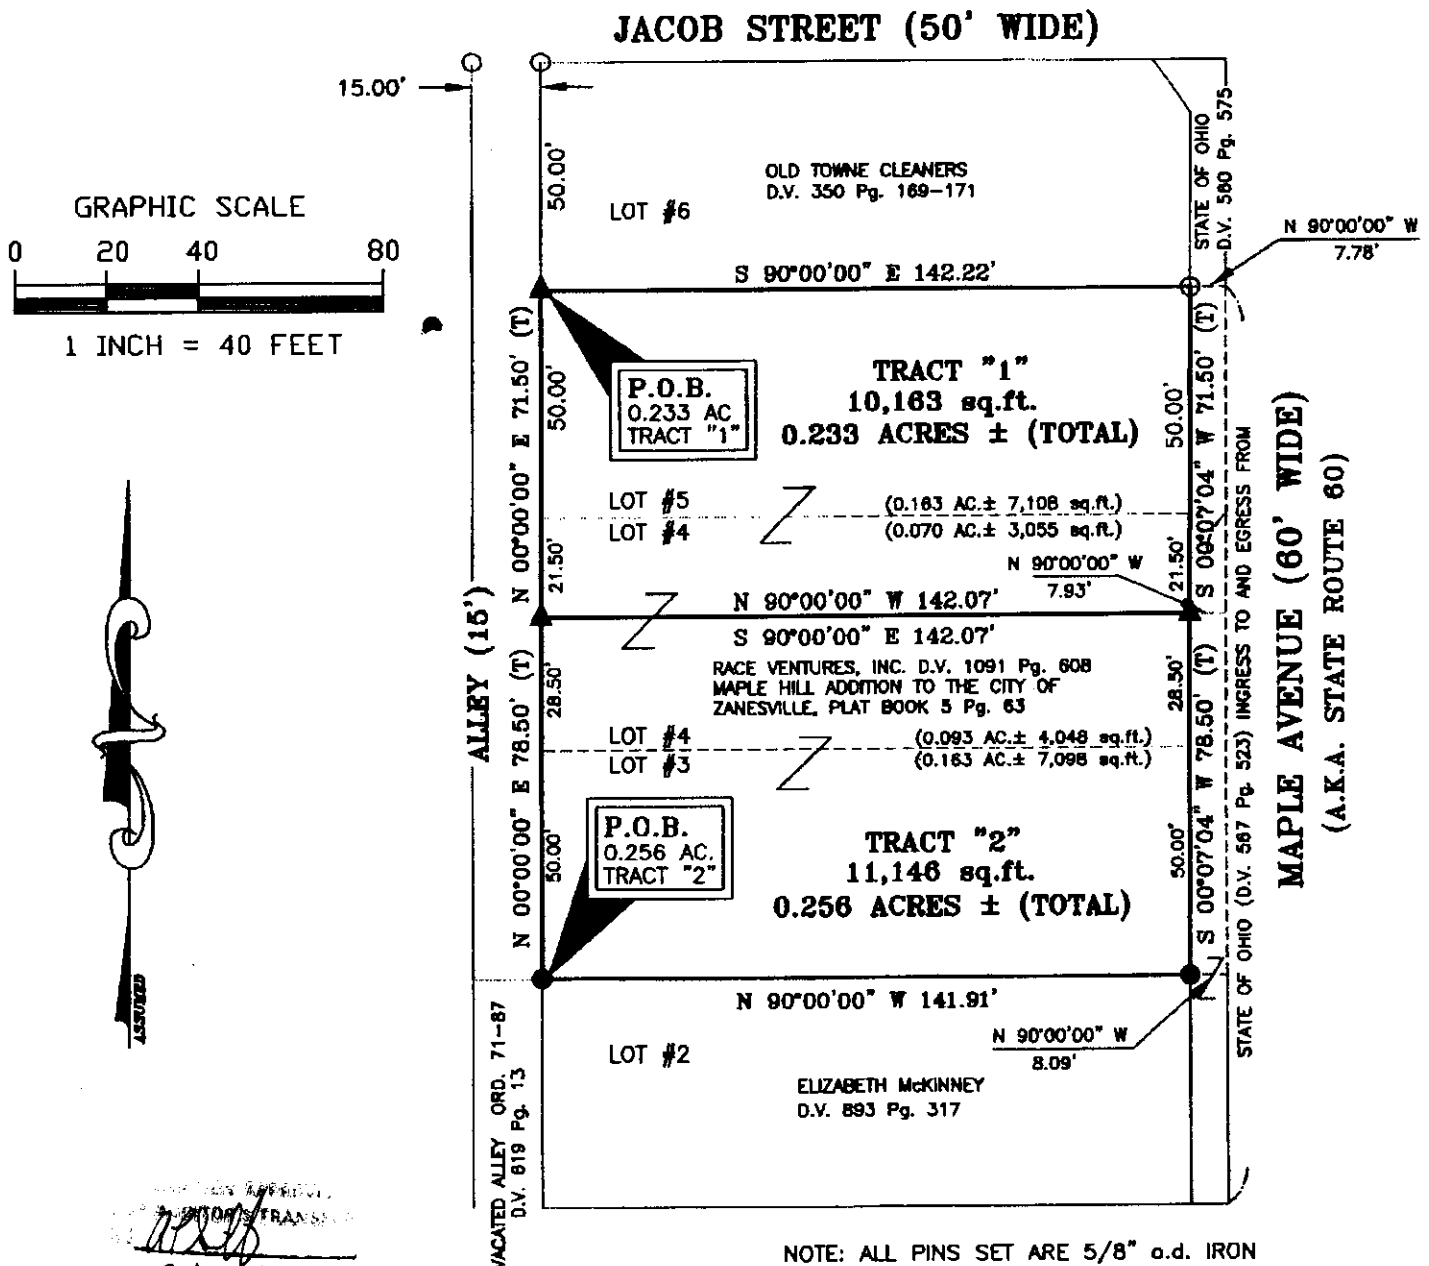 JACOB STREET (50' WIDE)
15.00'
50.00'
OLD TOWNE CLEANERS
D.V. 350 Pg. 169-171
LOT #6
STATE OF OHIO
D.V. 560 Pg. 575
N 90°00'00" W
7.78'
GRAPHIC SCALE
0 20 40 80
1 INCH = 40 FEET
S 90°00'00" E 142.22'
N 00°00'00" E 71.50' (T)
50.00'
21.50'
P.O.B.
0.233 AC
TRACT "1"
TRACT "1"
10,163 sq.ft.
0.233 ACRES ± (TOTAL)
50.00'
21.50'
S 00°07'04" W 71.50' (T)
LOT #5
(0.163 AC.± 7,108 sq.ft.)
LOT #4
(0.070 AC.± 3,055 sq.ft.)
N 90°00'00" W
7.93'
N 90°00'00" W 142.07'
S 90°00'00" E 142.07'
RACE VENTURES, INC. D.V. 1091 Pg. 608
MAPLE HILL ADDITION TO THE CITY OF
ZANESVILLE, PLAT BOOK 5 Pg. 63
ALLEY (15')
N 00°00'00" E 78.50' (T)
28.50'
50.00'
LOT #4
(0.093 AC.± 4,048 sq.ft.)
LOT #3
(0.163 AC.± 7,098 sq.ft.)
P.O.B.
0.256 AC.
TRACT "2"
TRACT "2"
11,146 sq.ft.
0.256 ACRES ± (TOTAL)
28.50'
50.00'
S 00°07'04" W 78.50' (T)
STATE OF OHIO (D.V. 567 Pg. 523) INGRESS TO AND EGRESS FROM
MAPLE AVENUE (60' WIDE)
(A.K.A. STATE ROUTE 60)
N 90°00'00" W 141.91'
N 90°00'00" W
8.09'
LOT #2
ELIZABETH McKINNEY
D.V. 893 Pg. 317
VACATED ALLEY ORD. 71-87
D.V. 619 Pg. 13
ASSUMED
NOTE: ALL PINS SET ARE 5/8" o.d. IRON